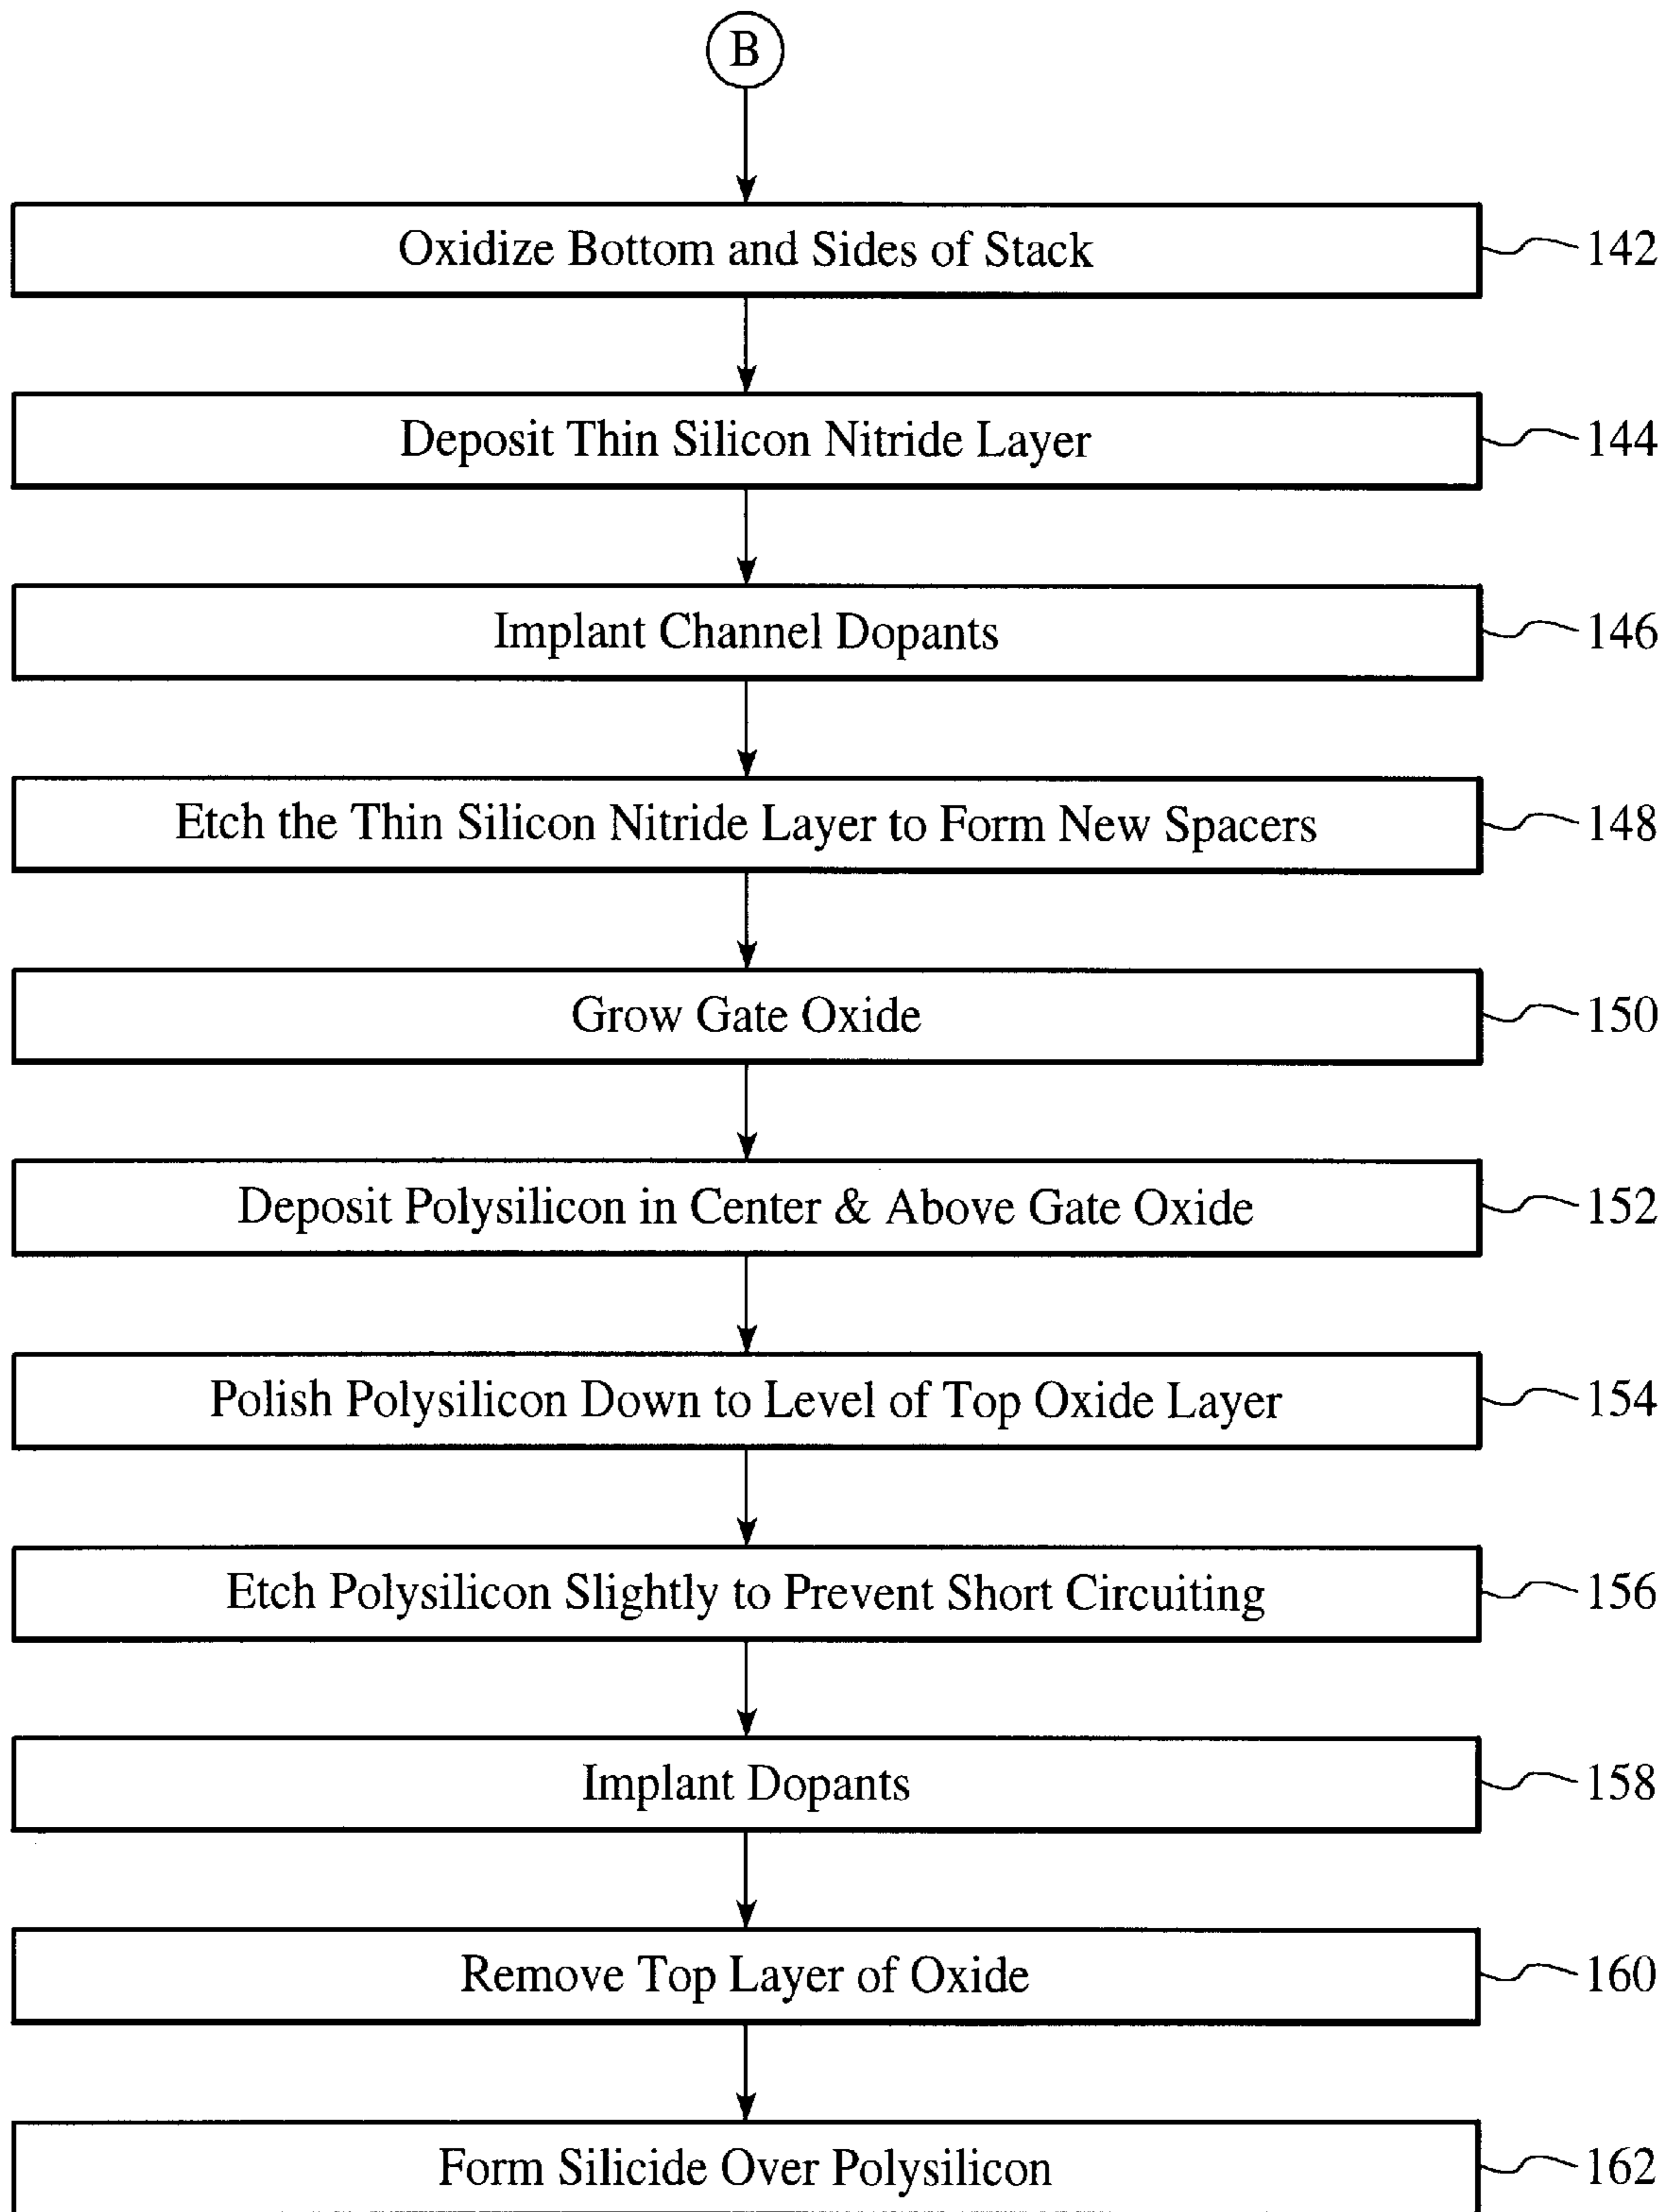 B
Oxidize Bottom and Sides of Stack 142
Deposit Thin Silicon Nitride Layer 144
Implant Channel Dopants 146
Etch the Thin Silicon Nitride Layer to Form New Spacers 148
Grow Gate Oxide 150
Deposit Polysilicon in Center & Above Gate Oxide 152
Polish Polysilicon Down to Level of Top Oxide Layer 154
Etch Polysilicon Slightly to Prevent Short Circuiting 156
Implant Dopants 158
Remove Top Layer of Oxide 160
Form Silicide Over Polysilicon 162